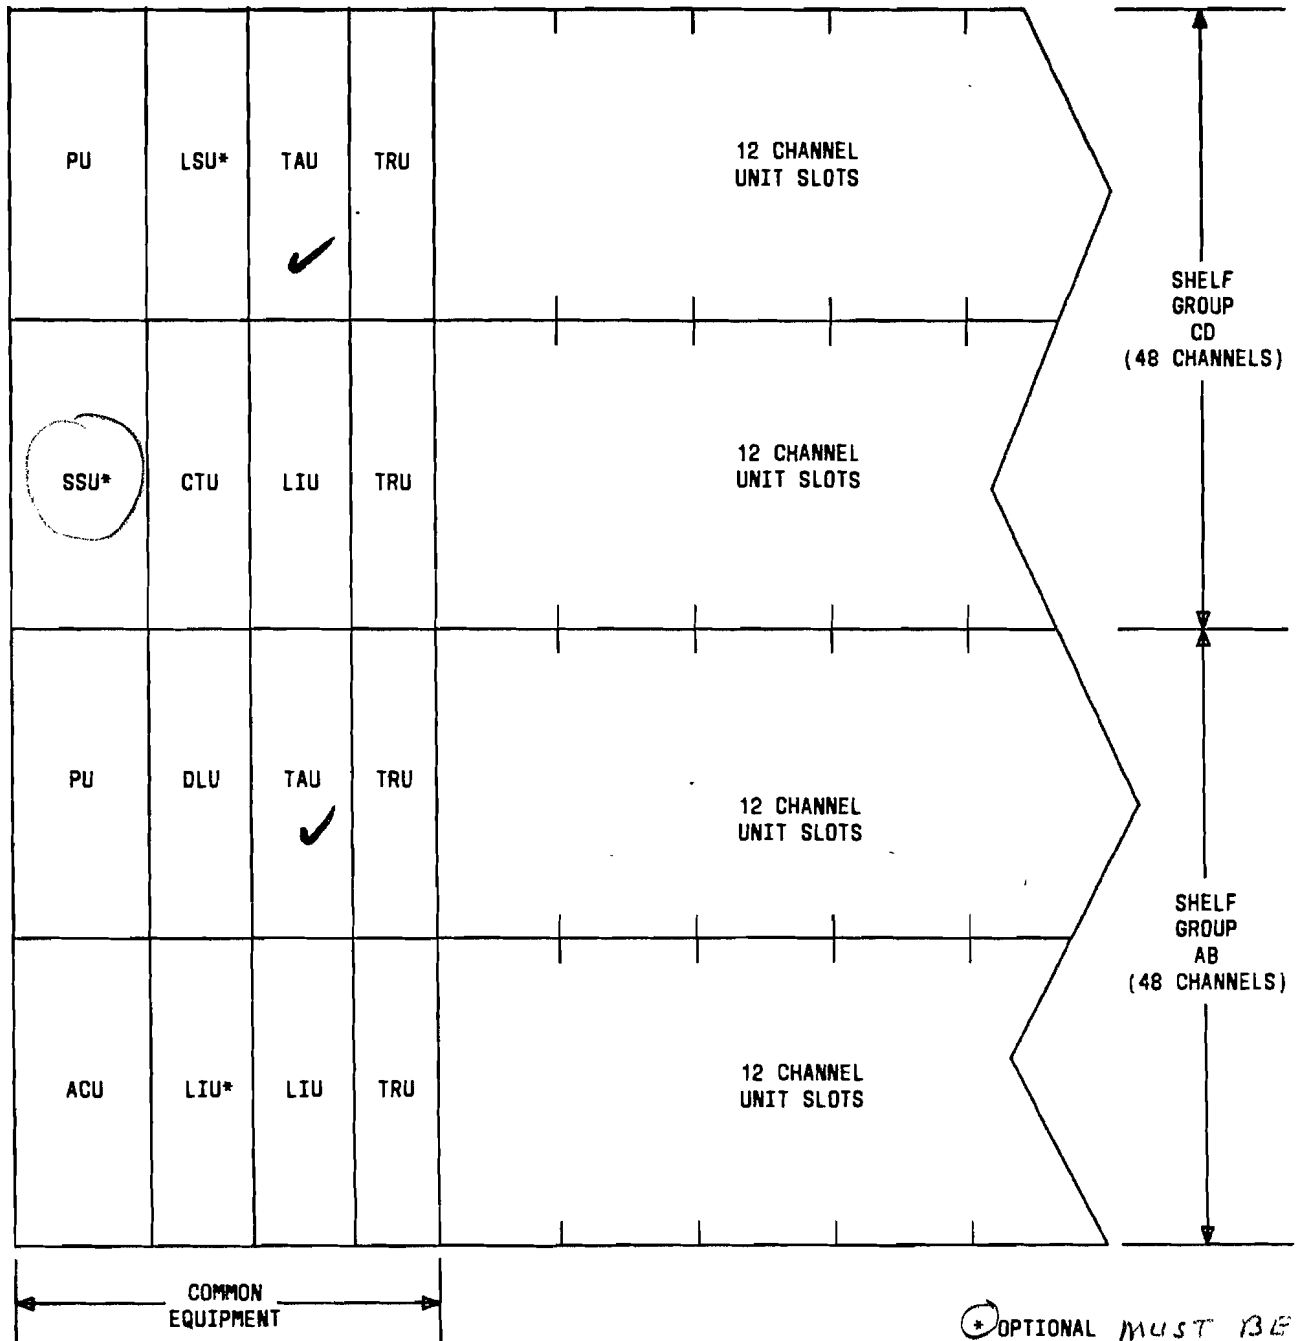 PU LSU* TAU TRU 12 CHANNEL
UNIT SLOTS
SHELF
GROUP
CD
(48 CHANNELS)
SSU* CTU LIU TRU 12 CHANNEL
UNIT SLOTS
PU DLU TAU TRU 12 CHANNEL
UNIT SLOTS
SHELF
GROUP
AB
(48 CHANNELS)
ACU LIU* LIU TRU 12 CHANNEL
UNIT SLOTS
COMMON
EQUIPMENT
* OPTIONAL MUST BE